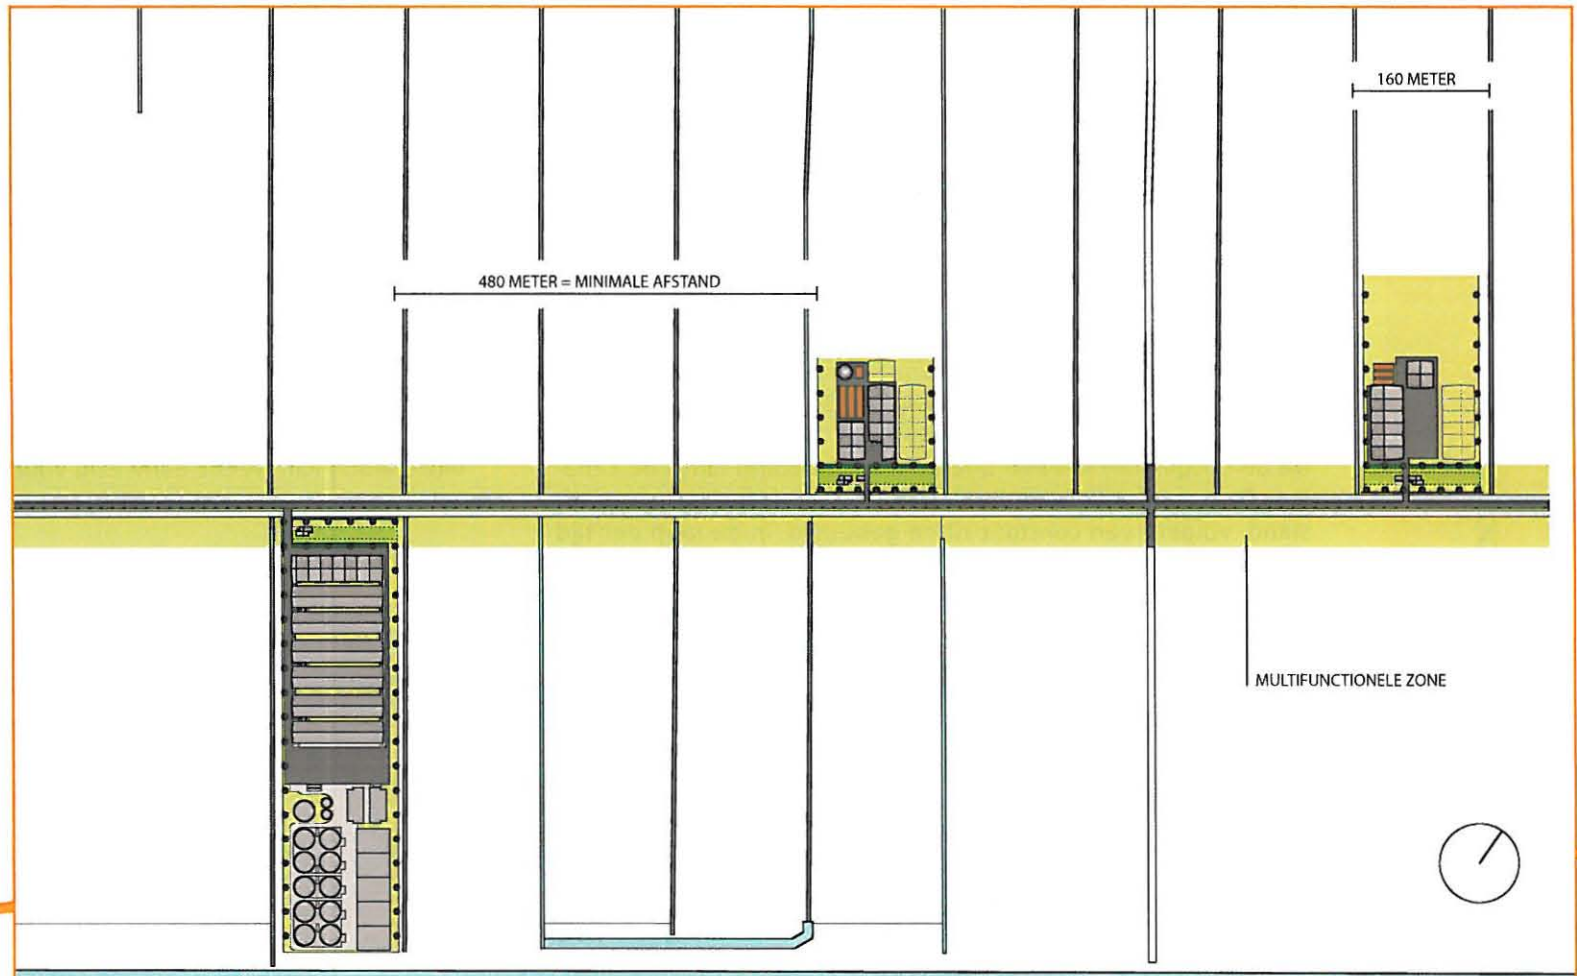 160 METER
480 METER = MINIMALE AFSTAND
MULTIFUNCTIONELE ZONE